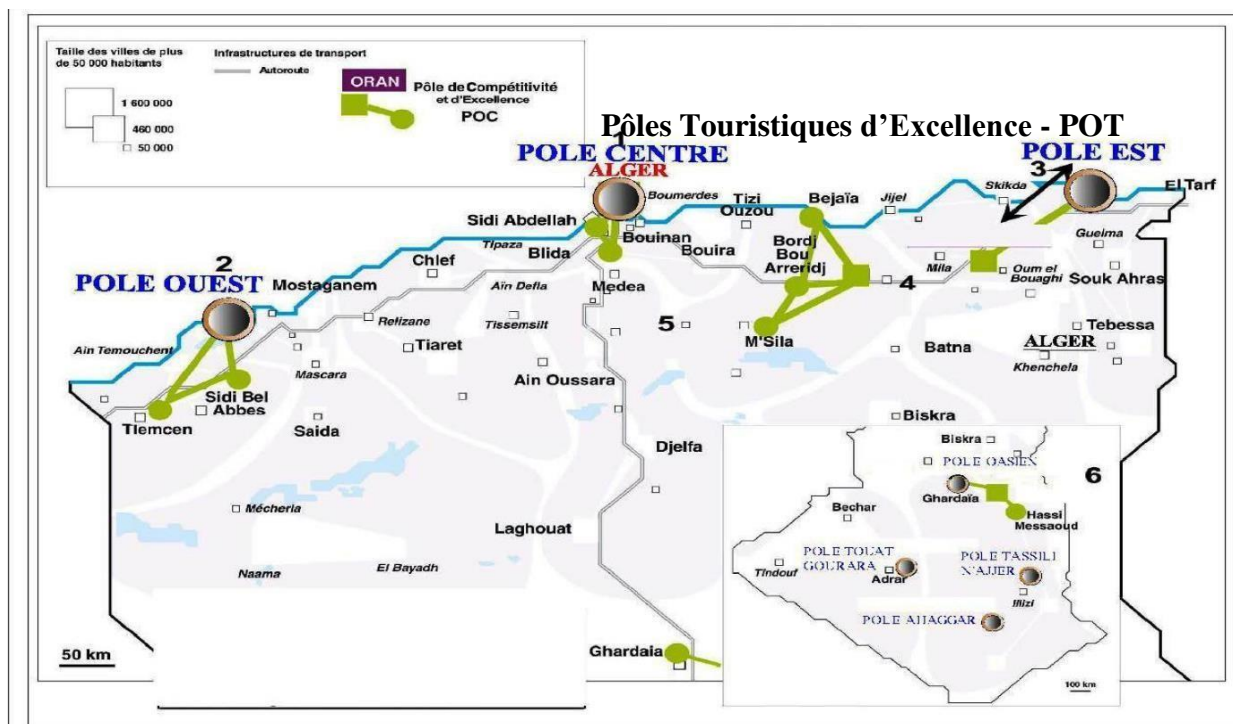 Taille des villes de plus
de 50 000 habitants
1 600 000
460 000
50 000
Infrastructures de transport
Autoroute
ORAN
Pôle de Compétitivité
et d'Excellence
POC
Pôles Touristiques d'Excellence - POT
1
POLE CENTRE
ALGER
POLE EST
3
El Tarf
Skikda
Boumerdes
Tizi
Ouzou
Bejaïa
Jijel
Sidi Abdellah
Bouinan
Guelma
Tipaza
Blida
Bouira
Bordj
Bou
Arreridj
Mila
Oum el
Bouaghi
Souk Ahras
Chlef
2
POLE OUEST
Mostaganem
Aïn Defla
Medea
4
Relizane
Tissemsilt
5
M'Sila
Tebessa
Ain Temouchent
Tiaret
Batna
ALGER
Khenchela
Mascara
Ain Oussara
Sidi Bel
Abbes
Tlemcen
Saida
Biskra
Djelfa
Mécheria
Laghouat
Naama
El Bayadh
Ghardaia
50 km
Biskra
POLE OASIEN
6
Ghardaïa
Hassi
Messaoud
Bechar
POLE TOUAT
GOURARA
POLE TASSILI
N'AJJER
Tindouf
Adrar
Illizi
POLE AHAGGAR
100 km